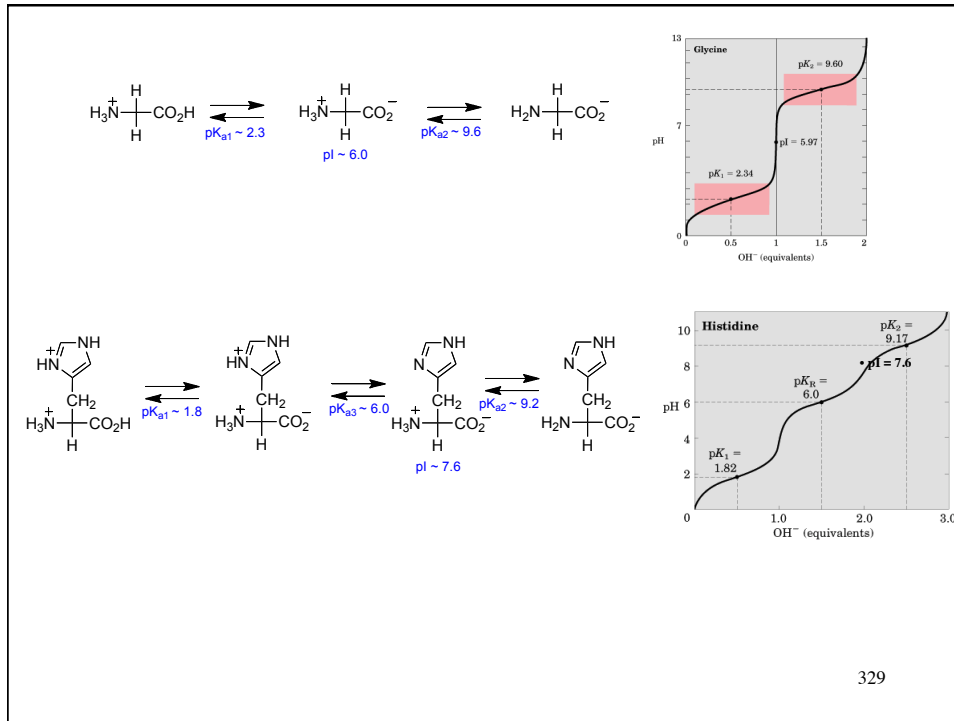 H
H₃N⁺ CO₂H
H
pKa1 ~ 2.3
H
H₃N⁺ CO₂⁻
H
pI ~ 6.0
pKa2 ~ 9.6
H
H₂N CO₂⁻
H
13
Glycine
pK₂ = 9.60
7
pH
pI = 5.97
pK₁ = 2.34
0
0 0.5 1 1.5 2
OH⁻ (equivalents)
NH
+
HN
CH₂
H₃N⁺ CO₂H
H
pKa1 ~ 1.8
NH
+
HN
CH₂
H₃N⁺ CO₂⁻
H
pKa3 ~ 6.0
NH
N
CH₂
H₃N⁺ CO₂⁻
H
pI ~ 7.6
pKa2 ~ 9.2
NH
N
CH₂
H₂N CO₂⁻
H
Histidine
10
pK₂ =
9.17
8
pI = 7.6
pK_R =
6.0
pH 6
4
pK₁ =
1.82
2
0 1.0 2.0 3.0
OH⁻ (equivalents)
329